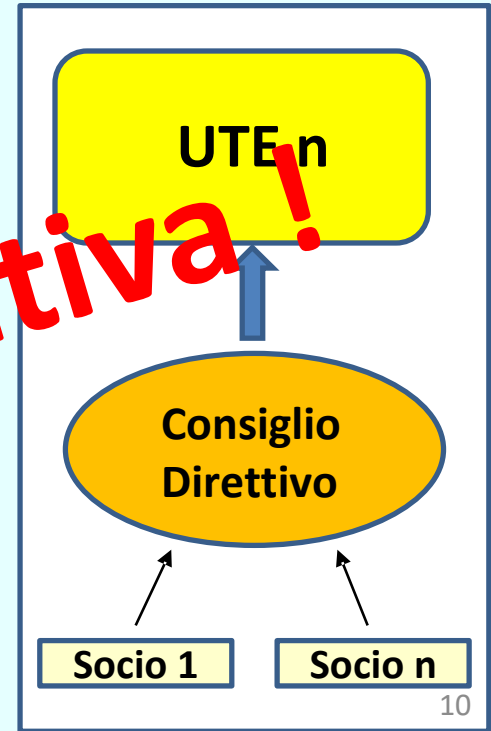 UTE n
tiva !
Consiglio
Direttivo
Socio 1
Socio n
10